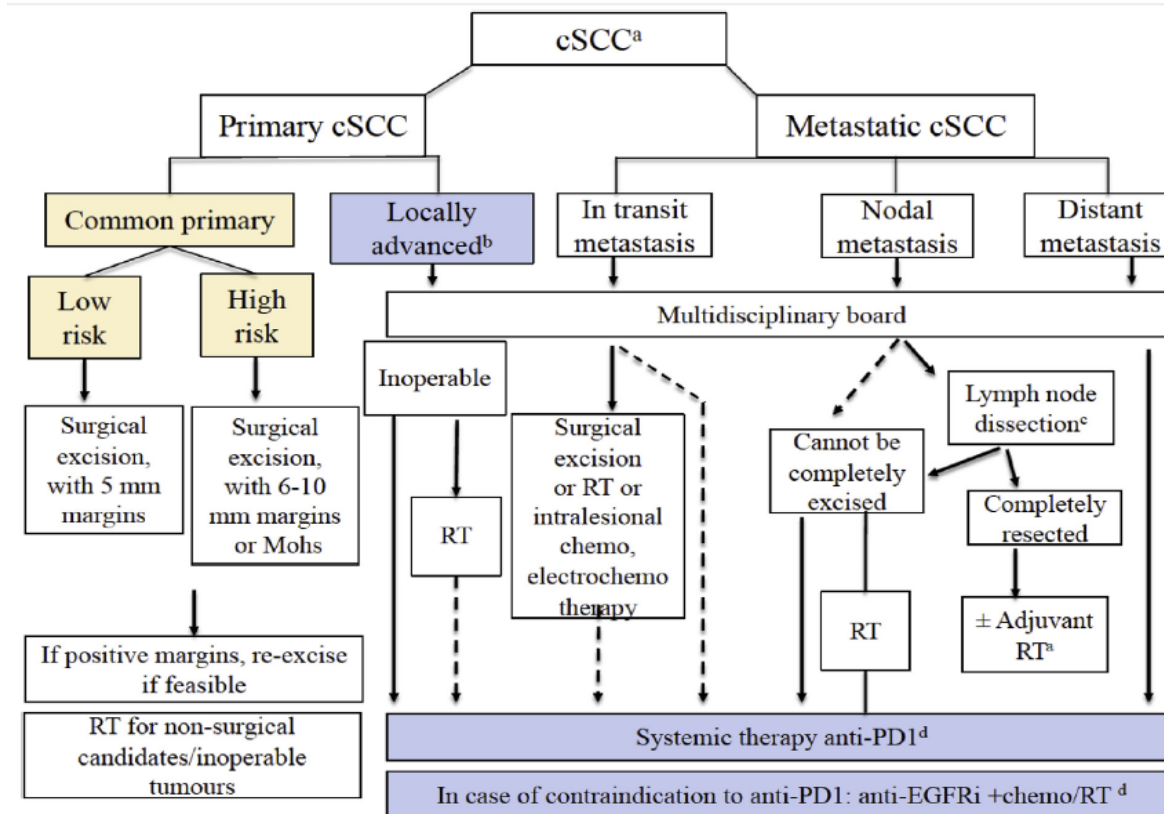 cSCCa
Primary cSCC
Metastatic cSCC
Common primary
Locally
advancedb
In transit
metastasis
Nodal
metastasis
Distant
metastasis
Low
risk
High
risk
Multidisciplinary board
Surgical
excision,
with 5 mm
margins
Surgical
excision,
with 6-10
mm margins
or Mohs
Inoperable
RT
Surgical
excision
or RT or
intralesional
chemo,
electrochemo
therapy
Cannot be
completely
excised
Lymph node
dissectionc
Completely
resected
RT
± Adjuvant
RTa
If positive margins, re-excise
if feasible
RT for non-surgical
candidates/inoperable
tumours
Systemic therapy anti-PD1d
In case of contraindication to anti-PD1: anti-EGFRi +chemo/RT d